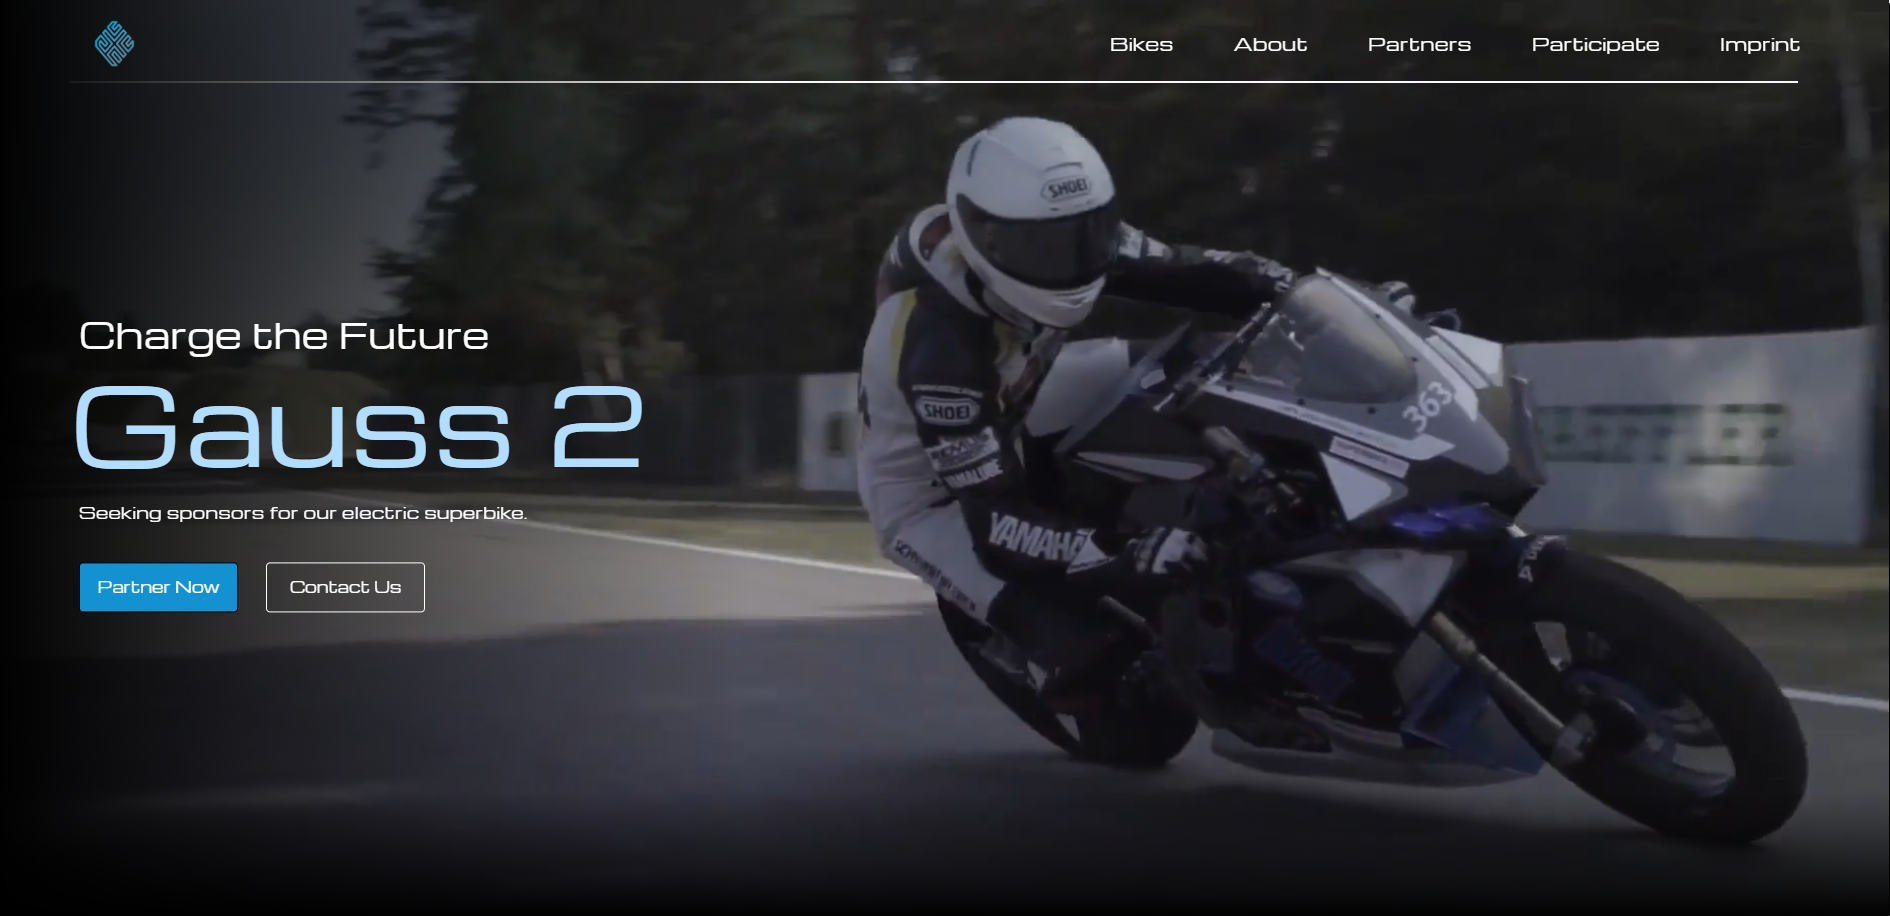 Bikes About Partners Participate Imprint
SHOEI
Charge the Future
363
SHOEI
Gauss 2
YAMALUBE
Seeking sponsors for our electric superbike.
YAMAHA
Partner Now Contact Us